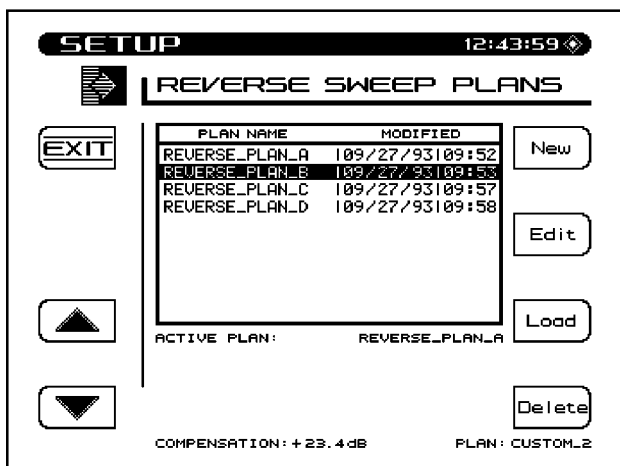 SETUP 12:43:59
REVERSE SWEEP PLANS
EXIT
PLAN NAME MODIFIED
REVERSE_PLAN_A |09/27/93|09:52
REVERSE_PLAN_B |09/27/93|09:53
REVERSE_PLAN_C |09/27/93|09:57
REVERSE_PLAN_D |09/27/93|09:58
New
Edit
Load
ACTIVE PLAN: REVERSE_PLAN_A
Delete
COMPENSATION:+23.4dB PLAN: CUSTOM_2